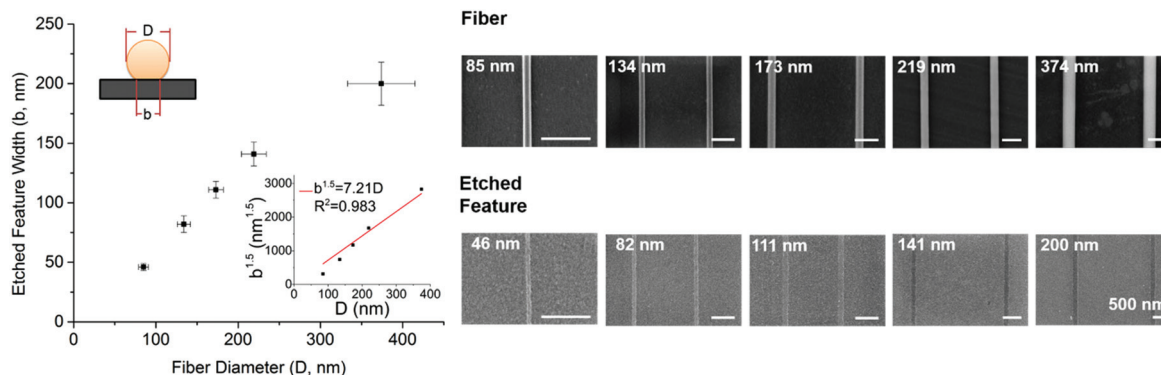 250
200
150
100
50
0
0
100
200
300
400
Etched Feature Width (b, nm)
Fiber Diameter (D, nm)
D
b
3000
2000
1000
0
0 100 200 300 400
b^1.5 (nm^1.5)
D (nm)
b^1.5=7.21D
R^2=0.983
Fiber
85 nm
134 nm
173 nm
219 nm
374 nm
Etched
Feature
46 nm
82 nm
111 nm
141 nm
200 nm
500 nm